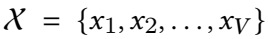 𝒳 = {x₁, x₂, . . . , x_V}